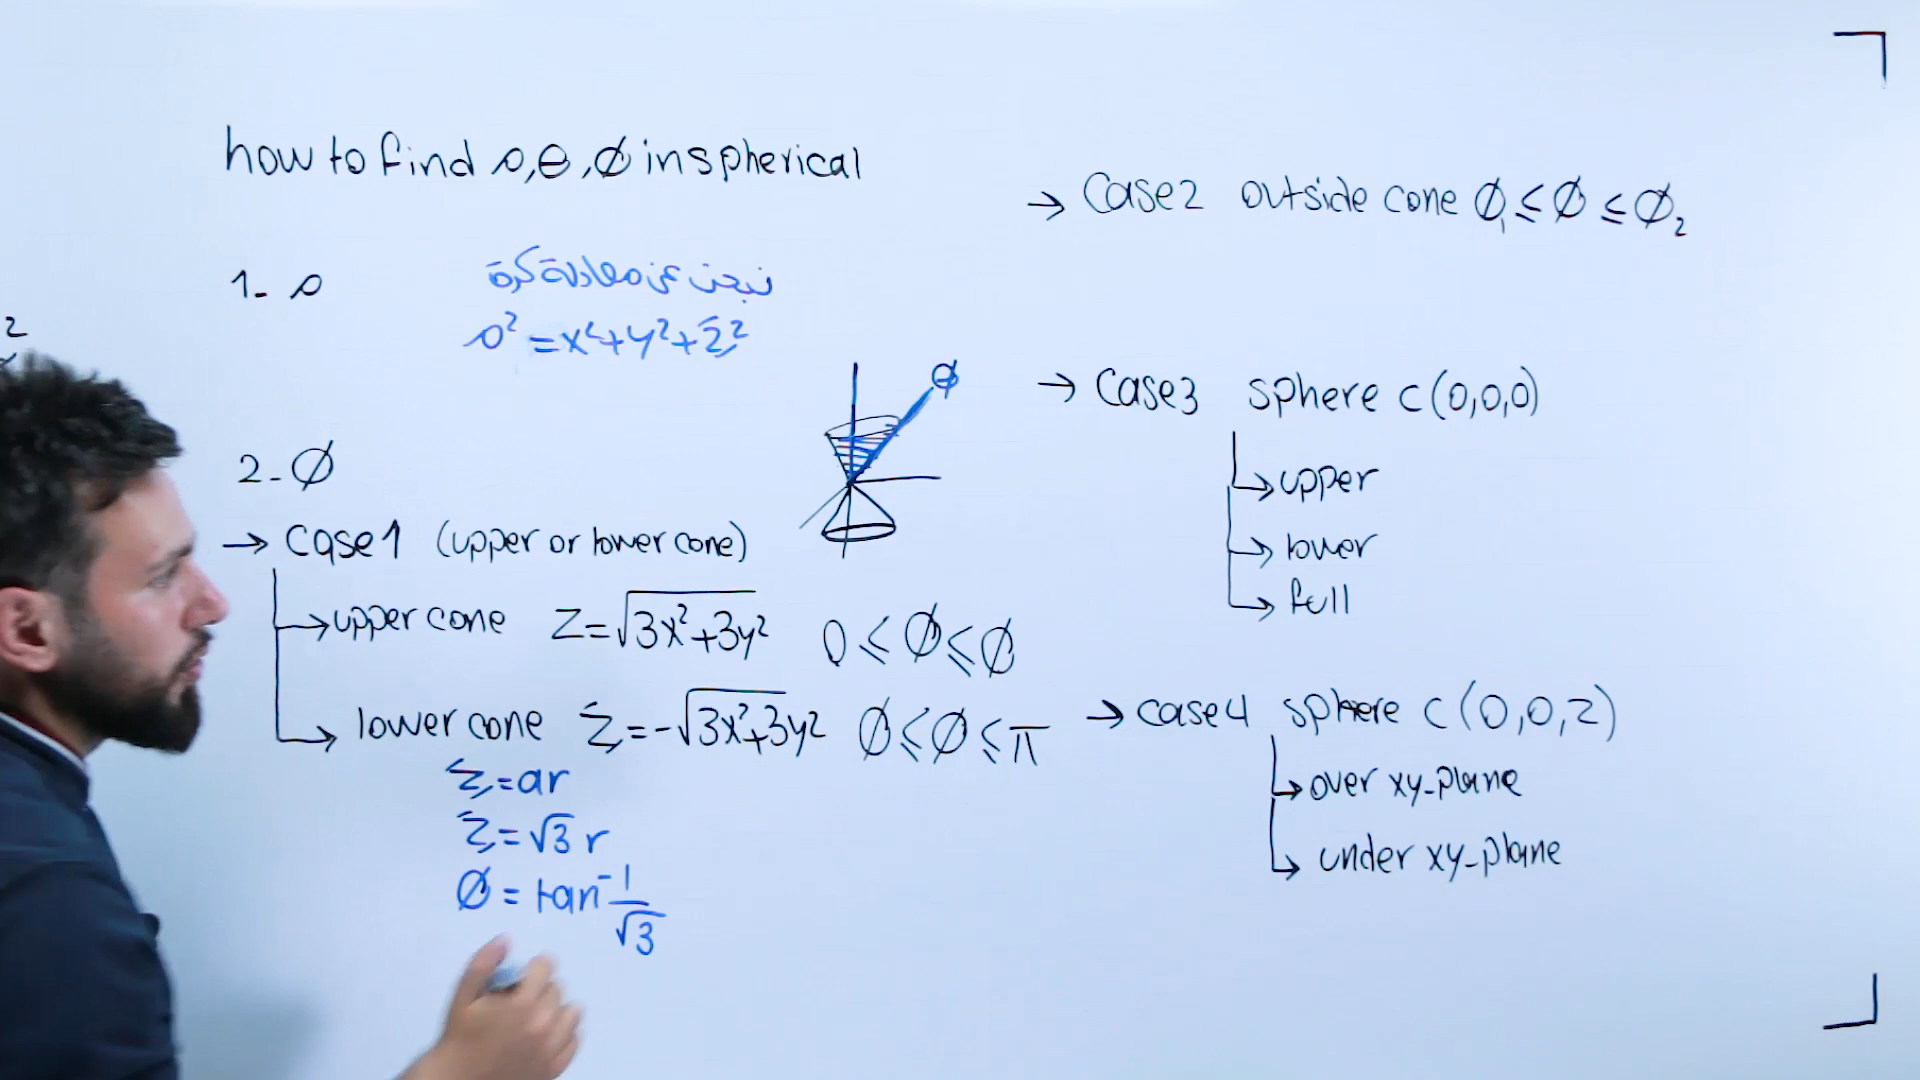 how to find ρ, θ, ∅ in spherical
1- ρ
نبحث عن معادلة كرة
ρ² = x²+y²+z²
2- ∅
→ Case1 (upper or lower cone)
→ upper cone z=√3x²+3y² 0 ≤ ∅ ≤ ∅
→ lower cone z=-√3x²+3y² ∅ ≤ ∅ ≤ π
z=ar
z=√3 r
∅ = tan⁻¹ 1/√3
∅
→ Case2 outside cone ∅₁ ≤ ∅ ≤ ∅₂
→ Case3 sphere c(0,0,0)
→ upper
→ lower
→ full
→ case4 sphere c(0,0,2)
→ over xy-plane
→ under xy-plane
2